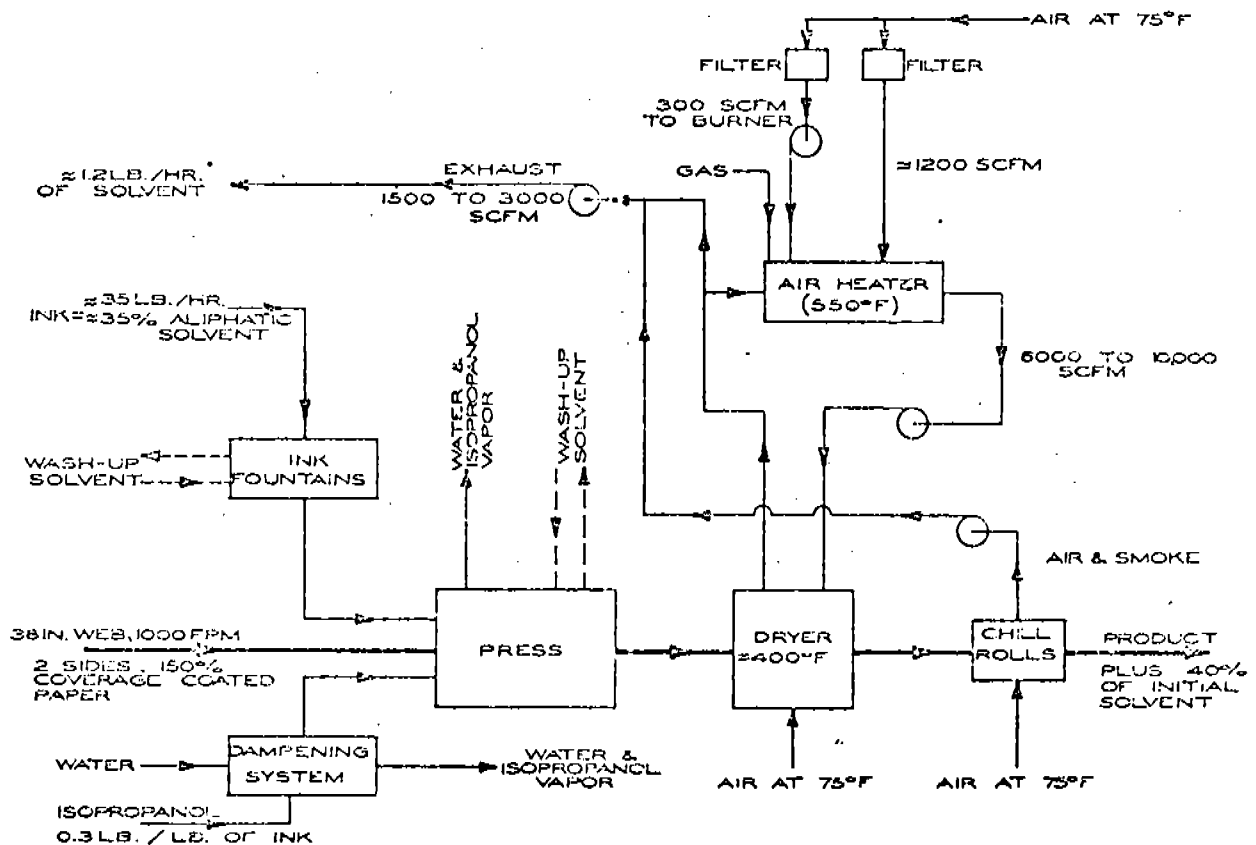 AIR AT 75°F
FILTER
FILTER
300 SCFM
TO BURNER
≈1200 SCFM
GAS
EXHAUST
1500 TO 3000
SCFM
≈1.2 LB./HR.
OF SOLVENT
AIR HEATER
(550°F)
≈35 LB./HR.
INK=≈35% ALIPHATIC
SOLVENT
6000 TO 10,000
SCFM
WATER &
ISOPROPANOL
VAPOR
WASH-UP
SOLVENT
WASH-UP
SOLVENT
INK
FOUNTAINS
AIR & SMOKE
38 IN. WEB, 1000 FPM
2 SIDES, 150%
COVERAGE COATED
PAPER
PRESS
DRYER
≈400°F
CHILL
ROLLS
PRODUCT
PLUS 40%
OF INITIAL
SOLVENT
WATER
DAMPENING
SYSTEM
WATER &
ISOPROPANOL
VAPOR
AIR AT 75°F
AIR AT 75°F
ISOPROPANOL
0.3 LB. / LB. OF INK